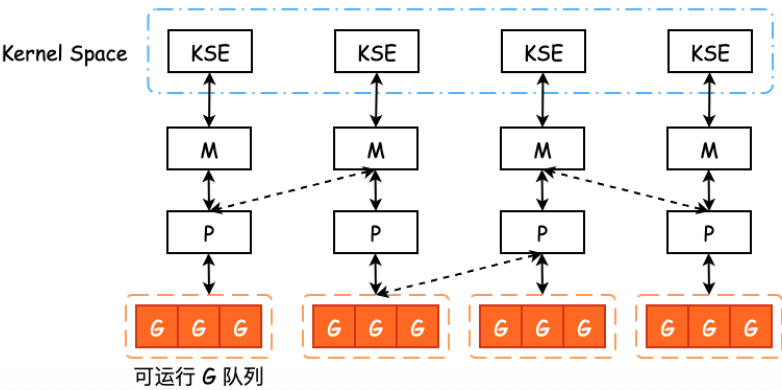 KSE KSE KSE KSE
Kernel Space
M M M M
P P P P
G G G G G G G G G G G G
可运行 G 队列